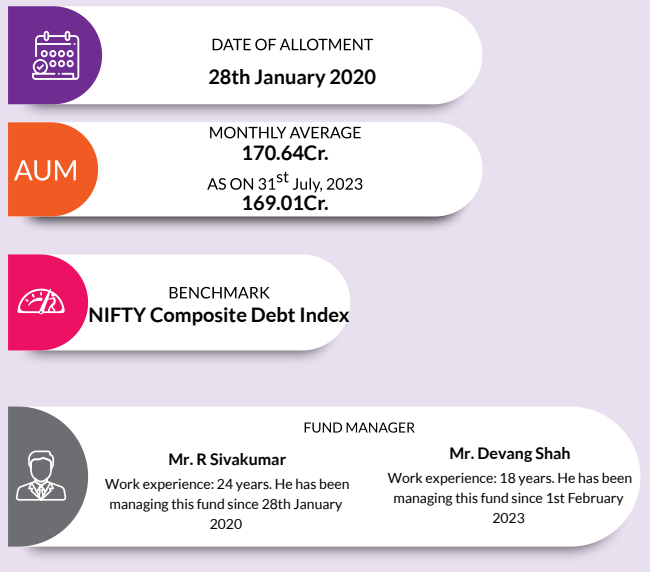 DATE OF ALLOTMENT
28th January 2020
AUM
MONTHLY AVERAGE
170.64Cr.
AS ON 31st July, 2023
169.01Cr.
BENCHMARK
NIFTY Composite Debt Index
FUND MANAGER
Mr. R Sivakumar
Work experience: 24 years. He has been
managing this fund since 28th January
2020
Mr. Devang Shah
Work experience: 18 years. He has been
managing this fund since 1st February
2023